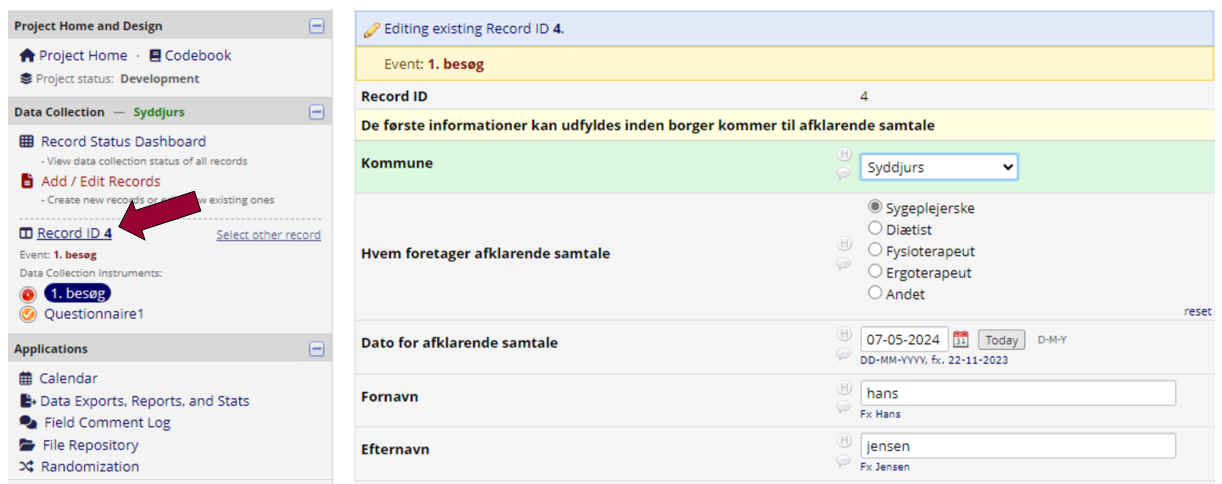 Project Home and Design
Project Home · Codebook
Project status: Development
Data Collection — Syddjurs
Record Status Dashboard
- View data collection status of all records
Add / Edit Records
- Create new records or existing ones
Record ID 4 Select other record
Event: 1. besøg
Data Collection Instruments:
1. besøg
Questionnaire1
Applications
Calendar
Data Exports, Reports, and Stats
Field Comment Log
File Repository
Randomization
Editing existing Record ID 4.
Event: 1. besøg
Record ID 4
De første informationer kan udfyldes inden borger kommer til afklarende samtale
Kommune H Syddjurs
Hvem foretager afklarende samtale H
Sygeplejerske
Diætist
Fysioterapeut
Ergoterapeut
Andet
reset
Dato for afklarende samtale H 07-05-2024 31 Today D-M-Y
DD-MM-YYYY, fx. 22-11-2023
Fornavn H hans
Fx Hans
Efternavn H jensen
Fx Jensen